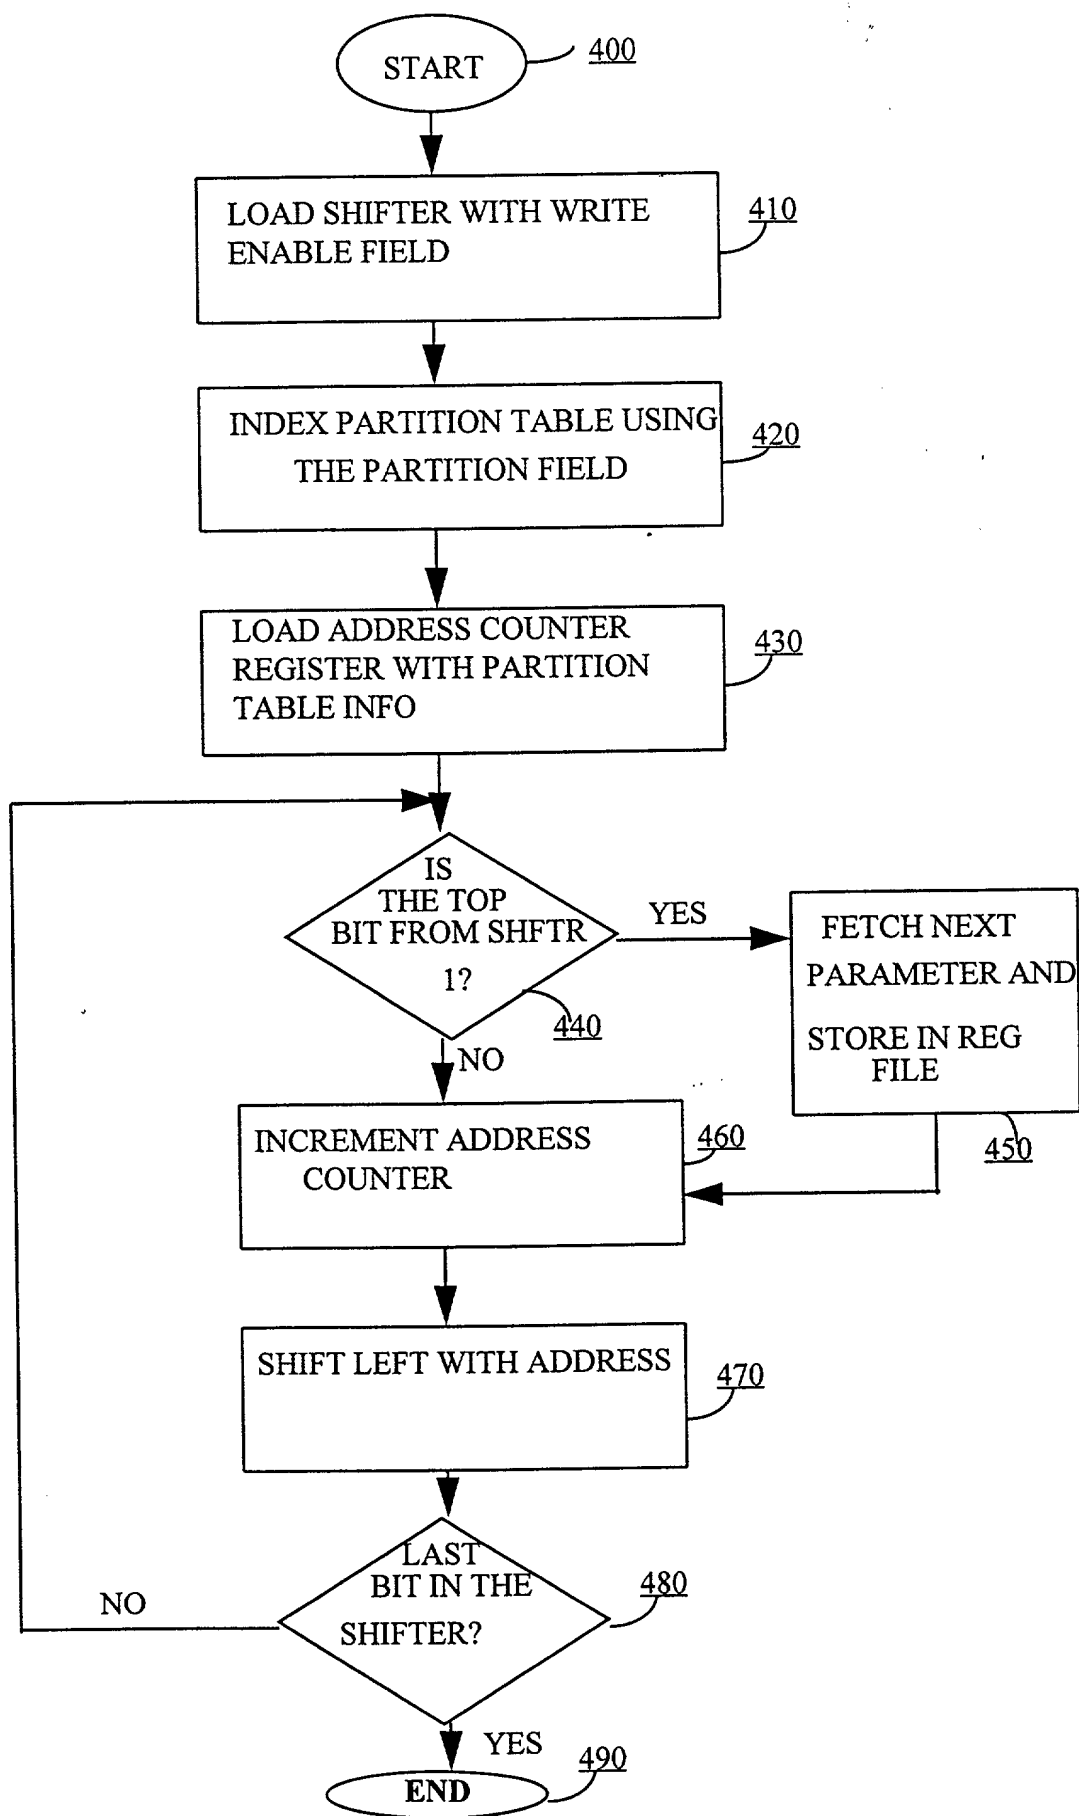 START
400
LOAD SHIFTER WITH WRITE
ENABLE FIELD
410
INDEX PARTITION TABLE USING
THE PARTITION FIELD
420
LOAD ADDRESS COUNTER
REGISTER WITH PARTITION
TABLE INFO
430
IS
THE TOP
BIT FROM SHFTR
1?
440
YES
FETCH NEXT
PARAMETER AND
STORE IN REG
FILE
450
NO
INCREMENT ADDRESS
COUNTER
460
SHIFT LEFT WITH ADDRESS
470
LAST
BIT IN THE
SHIFTER?
480
NO
YES
END
490